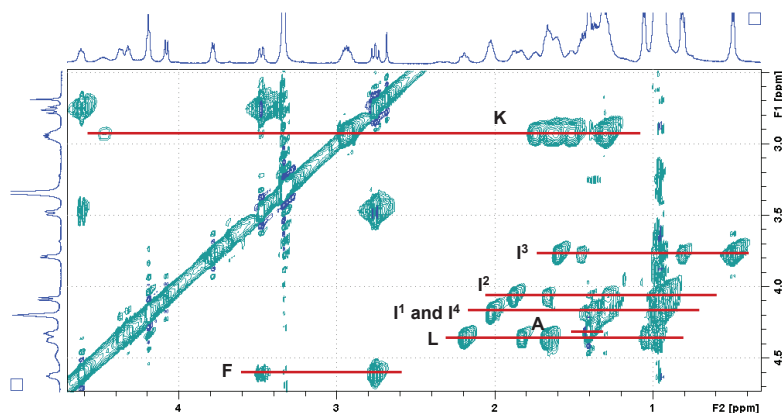 K
3.0
F1 [ppm]
3.5
I³
I²
4.0
I¹ and I⁴
A
L
4.5
F
4
3
2
1
F2 [ppm]